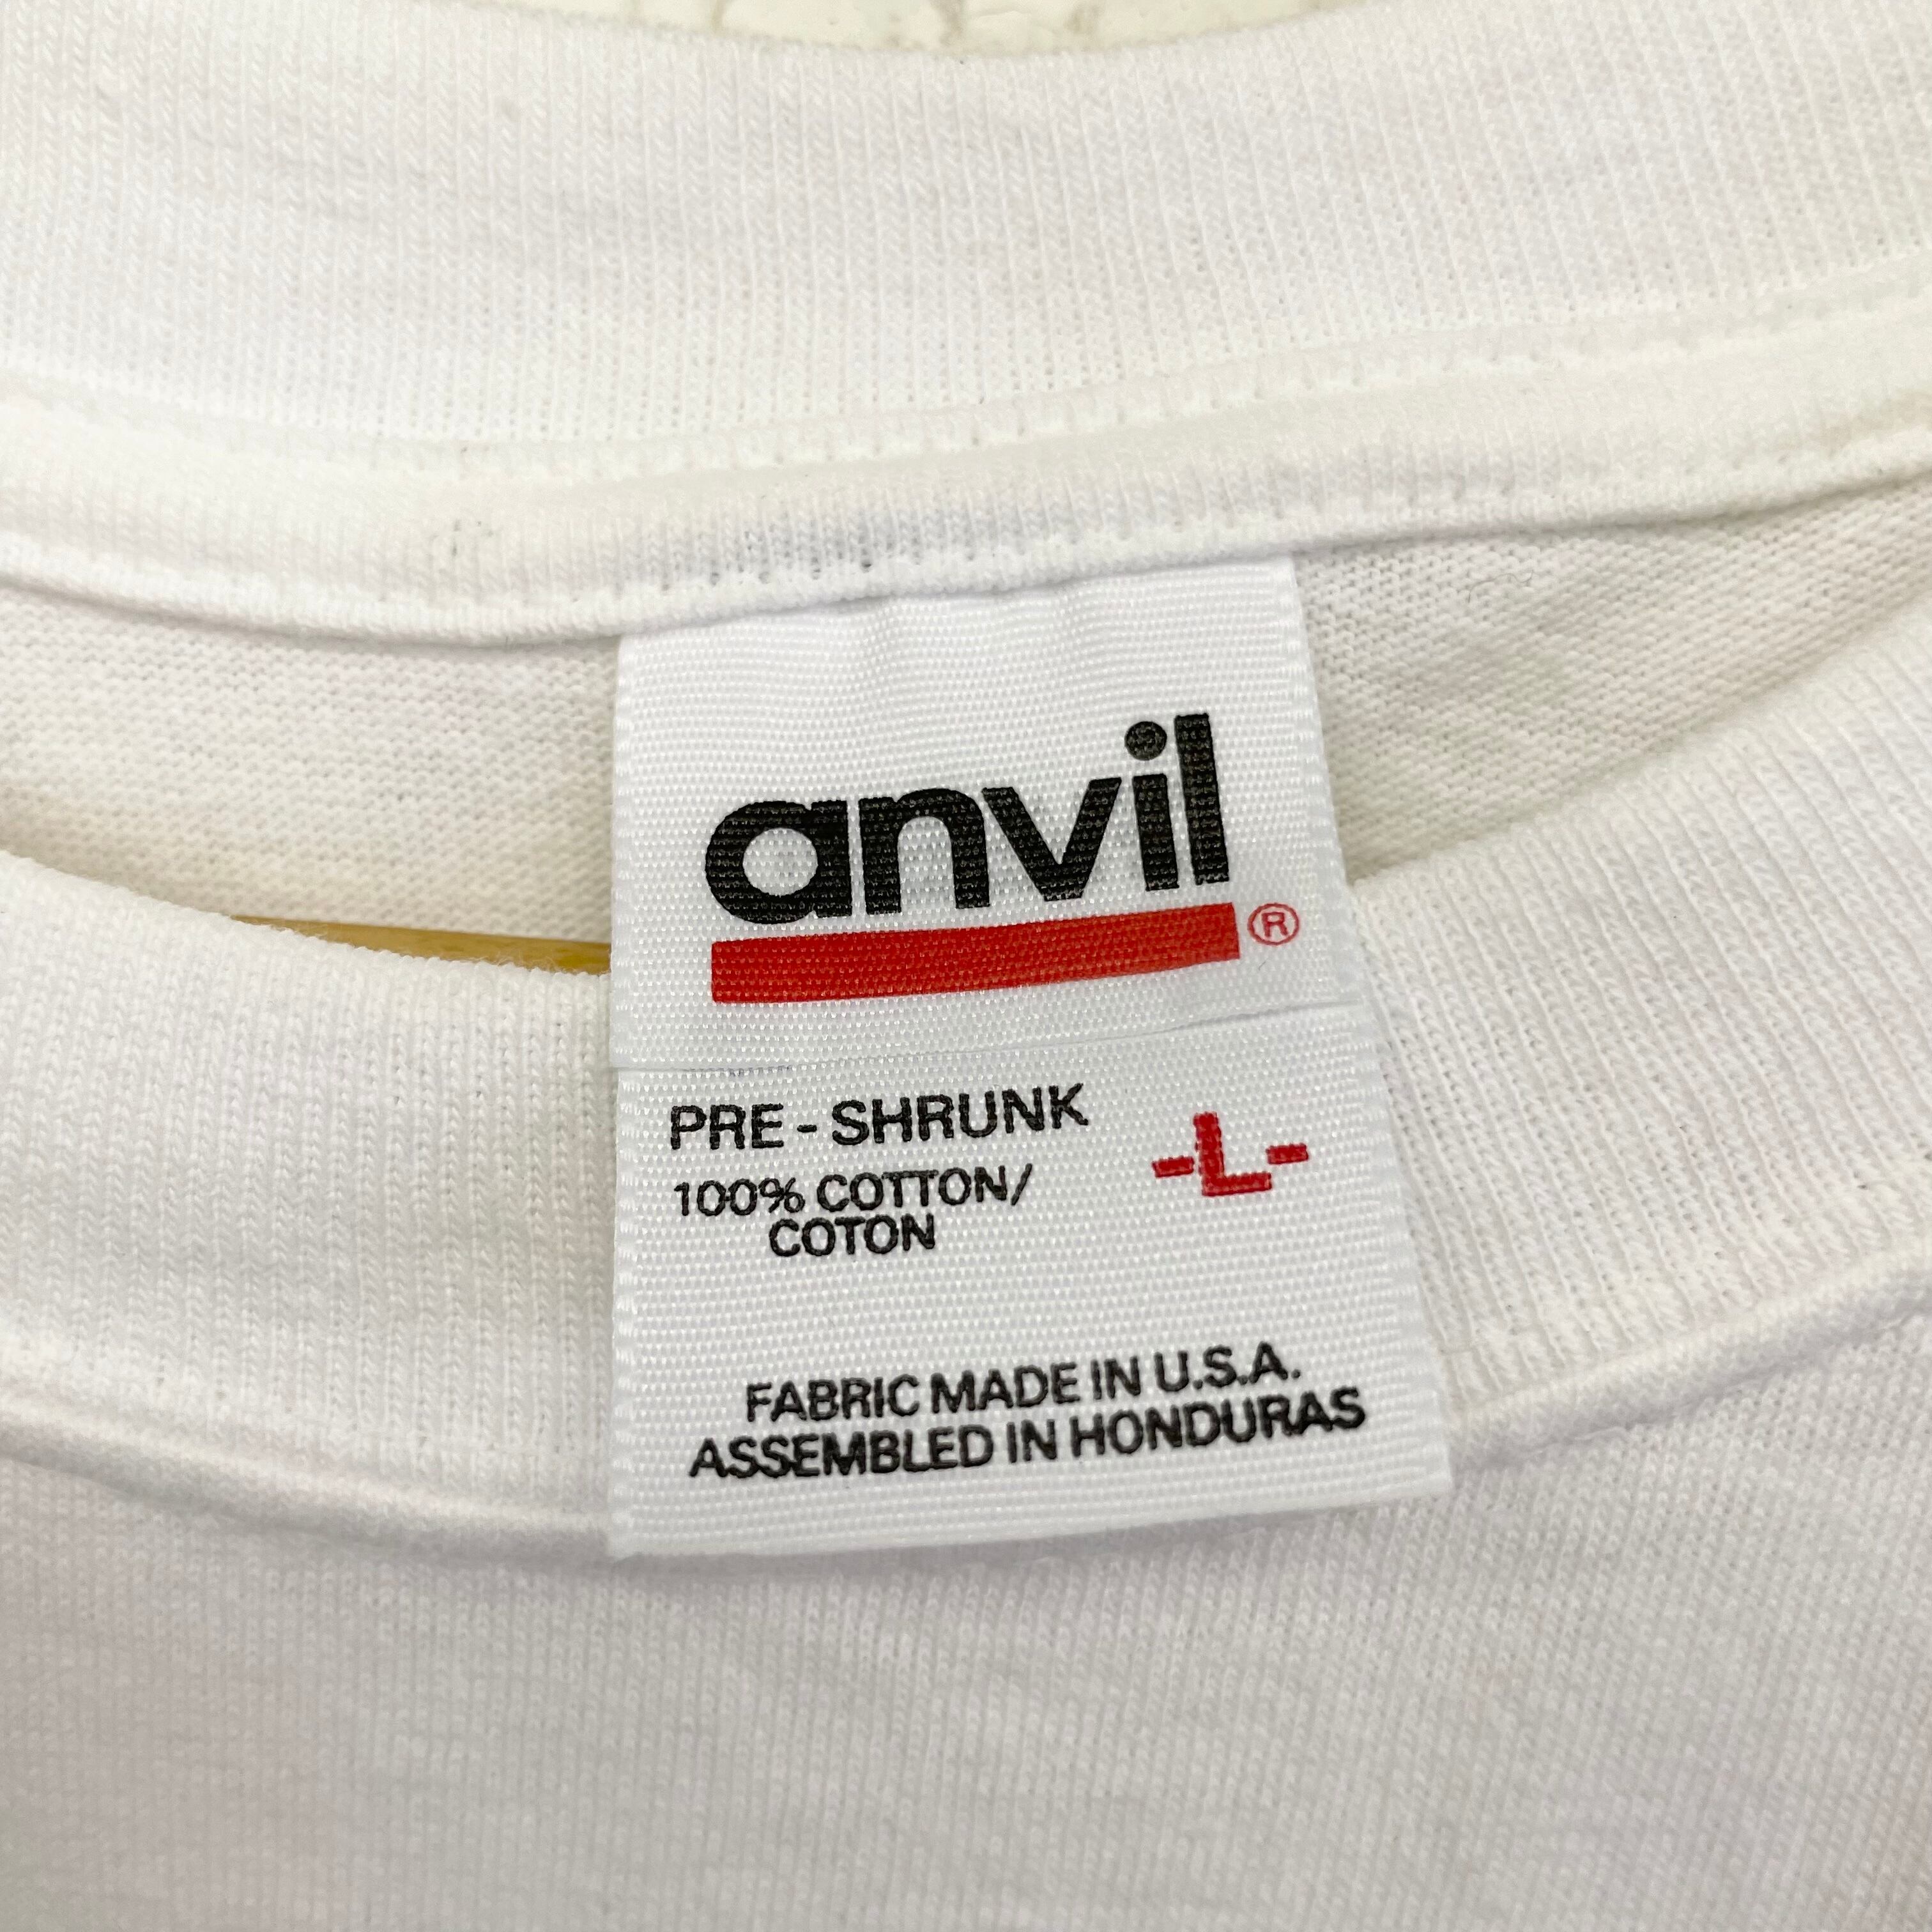 anvil®
PRE-SHRUNK
-L-
100% COTTON/
COTON
FABRIC MADE IN U.S.A.
ASSEMBLED IN HONDURAS